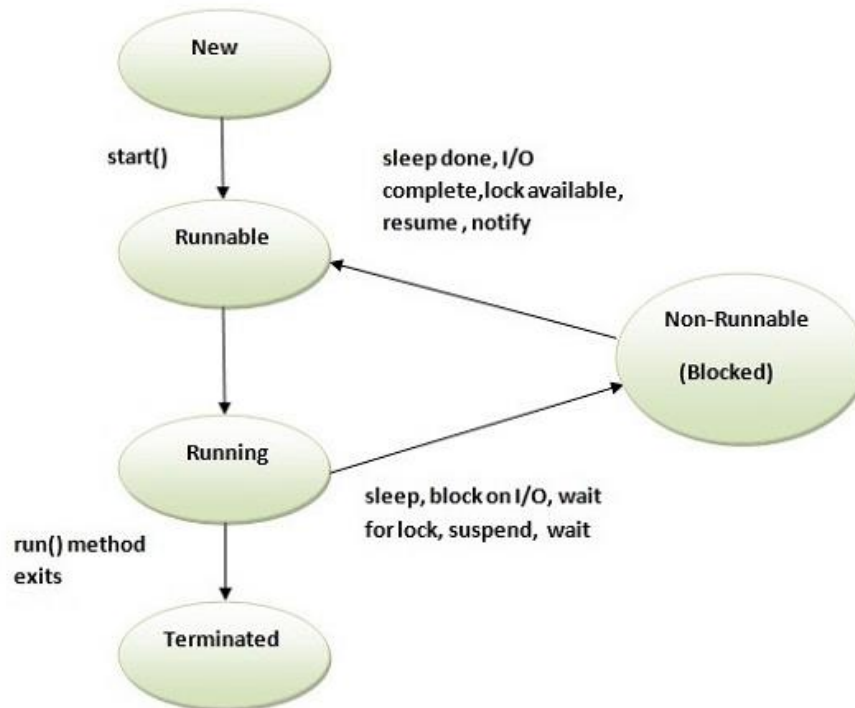 New
start()
sleep done, I/O
complete,lock available,
resume , notify
Runnable
Non-Runnable
(Blocked)
Running
sleep, block on I/O, wait
for lock, suspend, wait
run() method
exits
Terminated